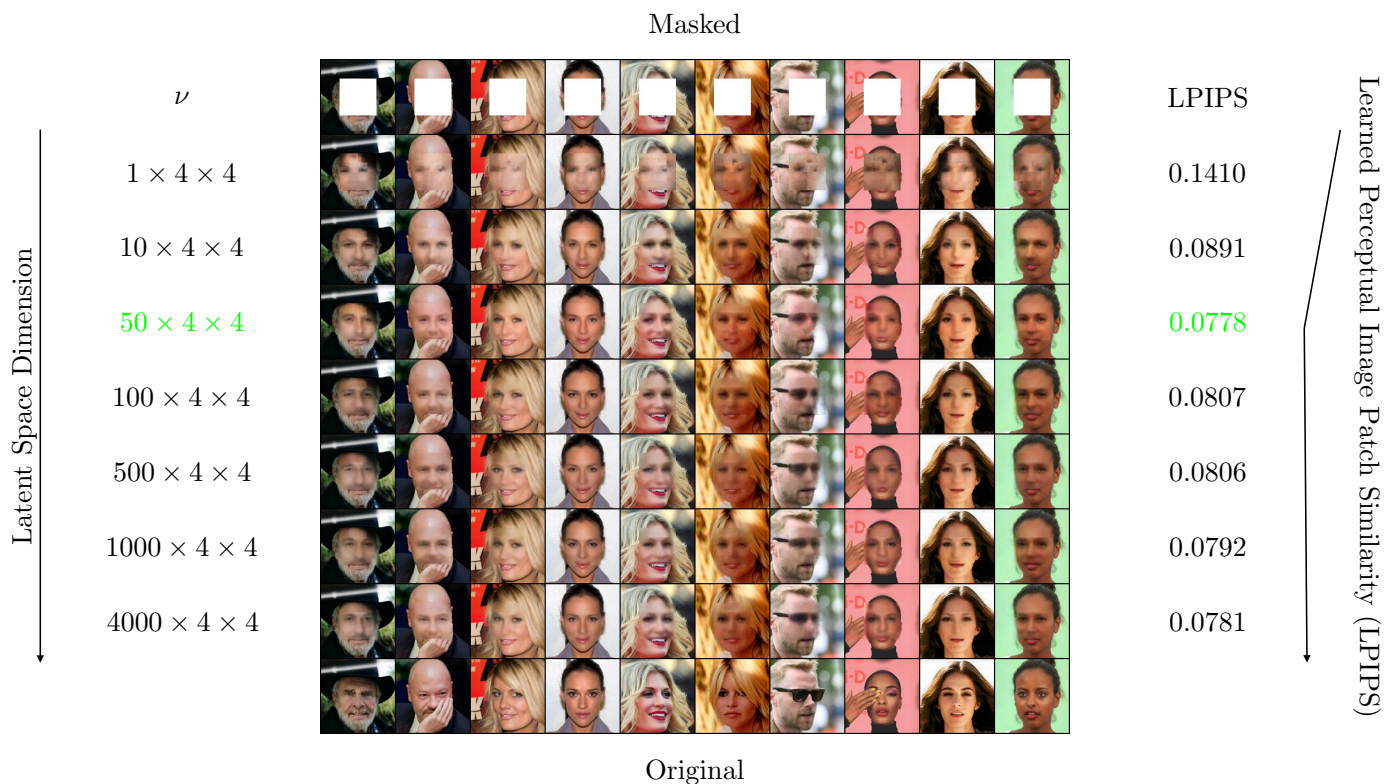 Masked
ν
LPIPS
1 × 4 × 4
0.1410
10 × 4 × 4
0.0891
50 × 4 × 4
0.0778
100 × 4 × 4
0.0807
500 × 4 × 4
0.0806
1000 × 4 × 4
0.0792
4000 × 4 × 4
0.0781
Latent Space Dimension
Learned Perceptual Image Patch Similarity (LPIPS)
Original